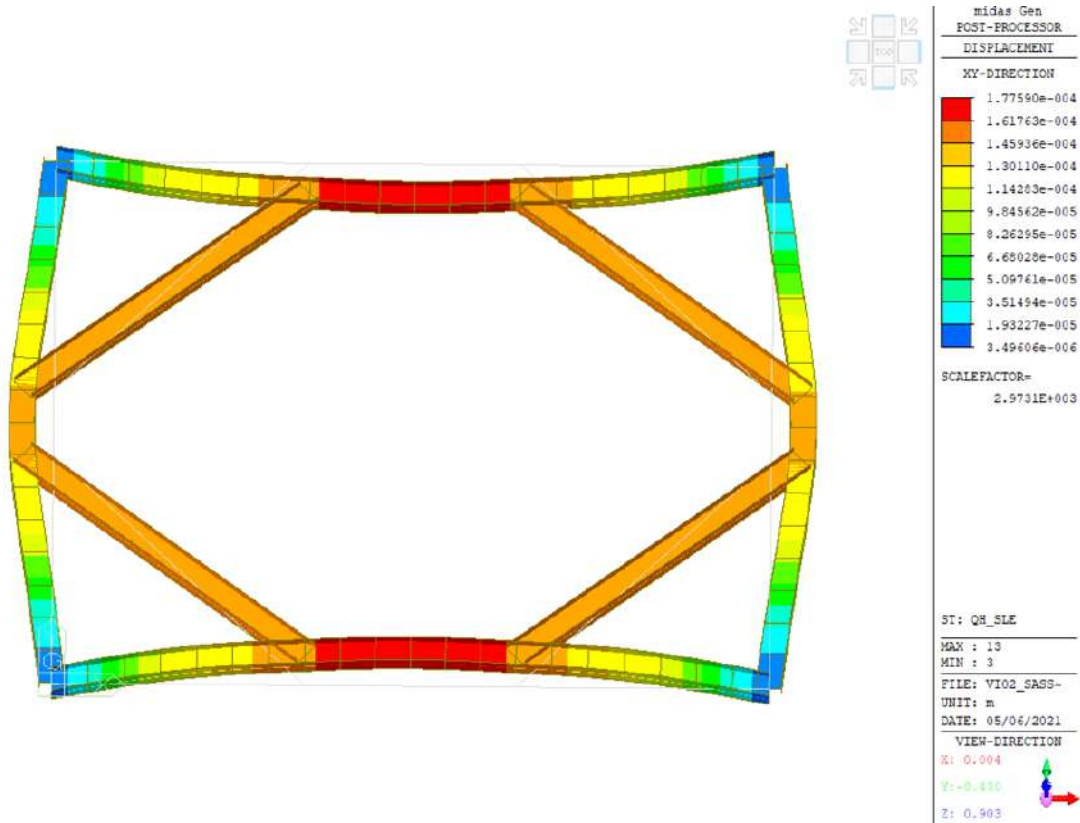 TOP
midas Gen
POST-PROCESSOR
DISPLACEMENT
XY-DIRECTION
1.77590e-004
1.61763e-004
1.45936e-004
1.30110e-004
1.14283e-004
9.84562e-005
8.26295e-005
6.68028e-005
5.09761e-005
3.51494e-005
1.93227e-005
3.49606e-006
SCALEFACTOR=
2.9731E+003
ST: QH_SLE
MAX : 13
MIN : 3
FILE: VI02_SASS~
UNIT: m
DATE: 05/06/2021
VIEW-DIRECTION
X: 0.004
Z: 0.903